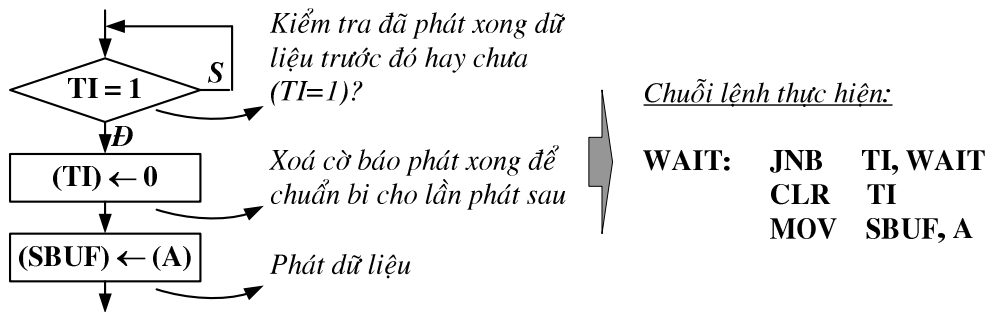 TI = 1
S
Đ
(TI) ← 0
(SBUF) ← (A)
Kiểm tra đã phát xong dữ
liệu trước đó hay chưa
(TI=1)?
Xoá cờ báo phát xong để
chuẩn bi cho lần phát sau
Phát dữ liệu
Chuỗi lệnh thực hiện:
WAIT: JNB TI, WAIT
CLR TI
MOV SBUF, A